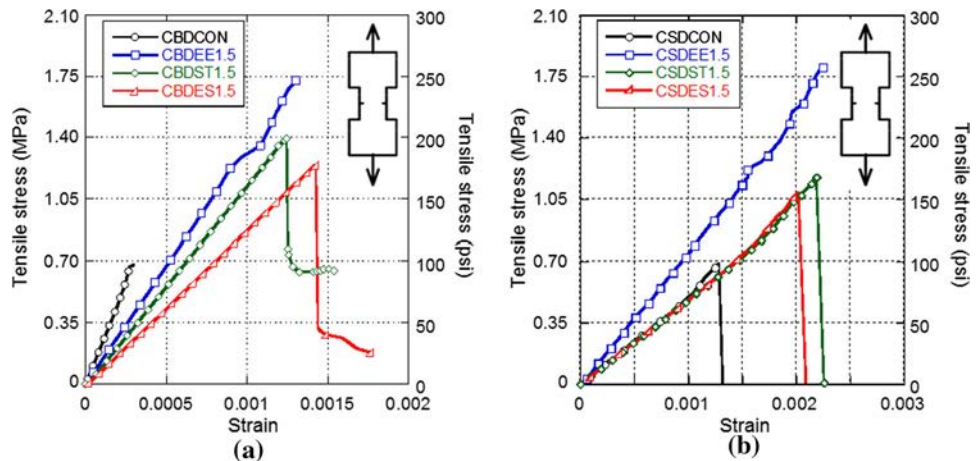 2.10
1.75
1.40
1.05
0.70
0.35
0
Tensile stress (MPa)
CBDCON
CBDEE1.5
CBDST1.5
CBDES1.5
300
250
200
150
100
50
0
Tensile stress (psi)
0 0.0005 0.001 0.0015 0.002
Strain
(a)
2.10
1.75
1.40
1.05
0.70
0.35
0
Tensile stress (MPa)
CSDCON
CSDEE1.5
CSDST1.5
CSDES1.5
300
250
200
150
100
50
0
Tensile stress (psi)
0 0.001 0.002 0.003
Strain
(b)